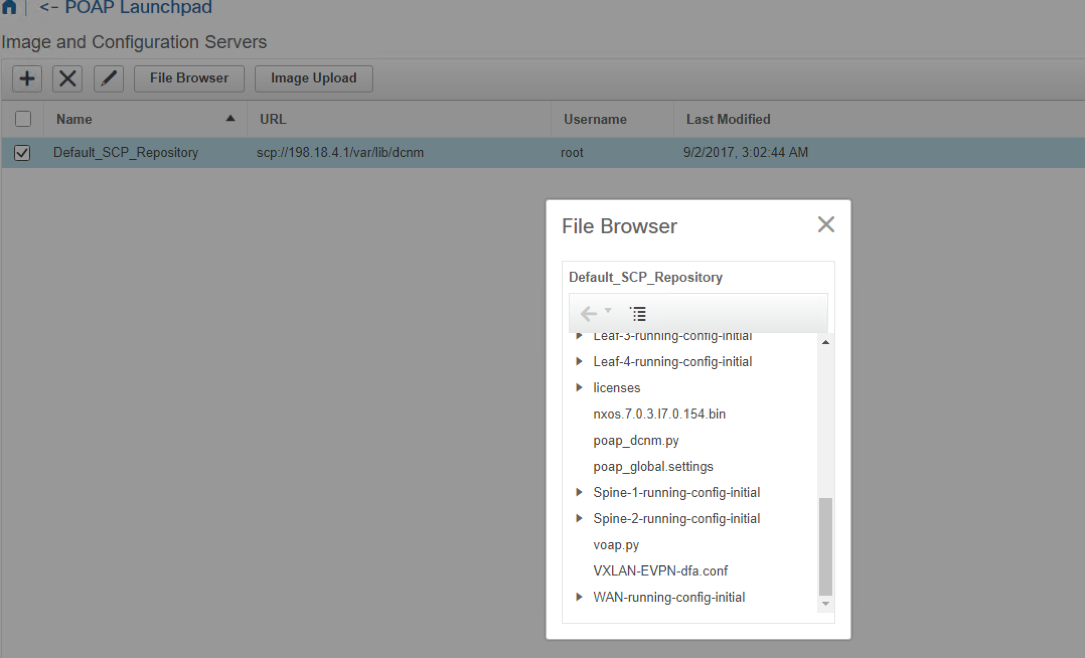 <- POAP Launchpad
Image and Configuration Servers
File Browser Image Upload
Name URL Username Last Modified
Default_SCP_Repository scp://198.18.4.1/var/lib/dcnm root 9/2/2017, 3:02:44 AM
File Browser
Default_SCP_Repository
Leaf-3-running-config-initial
Leaf-4-running-config-initial
licenses
nxos.7.0.3.I7.0.154.bin
poap_dcnm.py
poap_global.settings
Spine-1-running-config-initial
Spine-2-running-config-initial
voap.py
VXLAN-EVPN-dfa.conf
WAN-running-config-initial